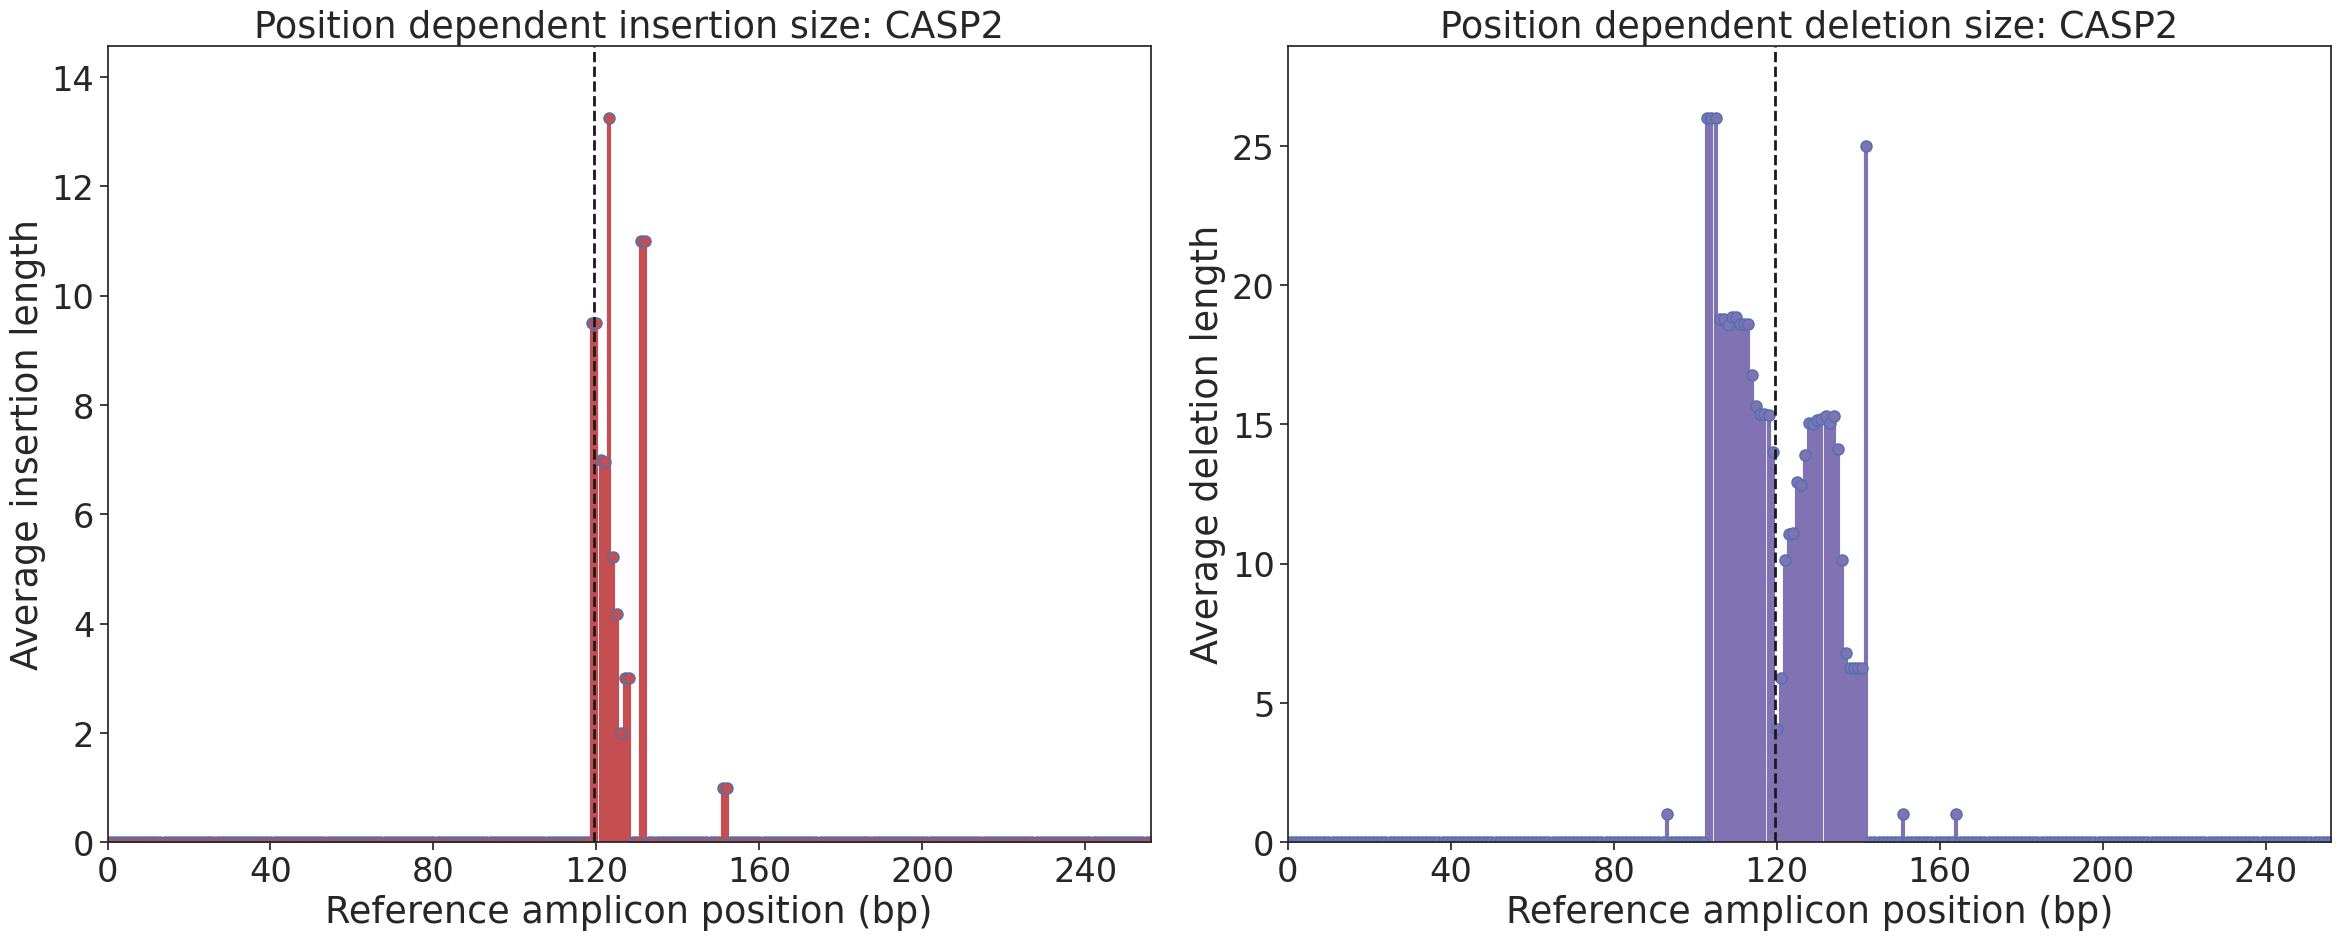 Position dependent insertion size: CASP2
Average insertion length
14
12
10
8
6
4
2
0
0 40 80 120 160 200 240
Reference amplicon position (bp)
Position dependent deletion size: CASP2
Average deletion length
25
20
15
10
5
0
0 40 80 120 160 200 240
Reference amplicon position (bp)